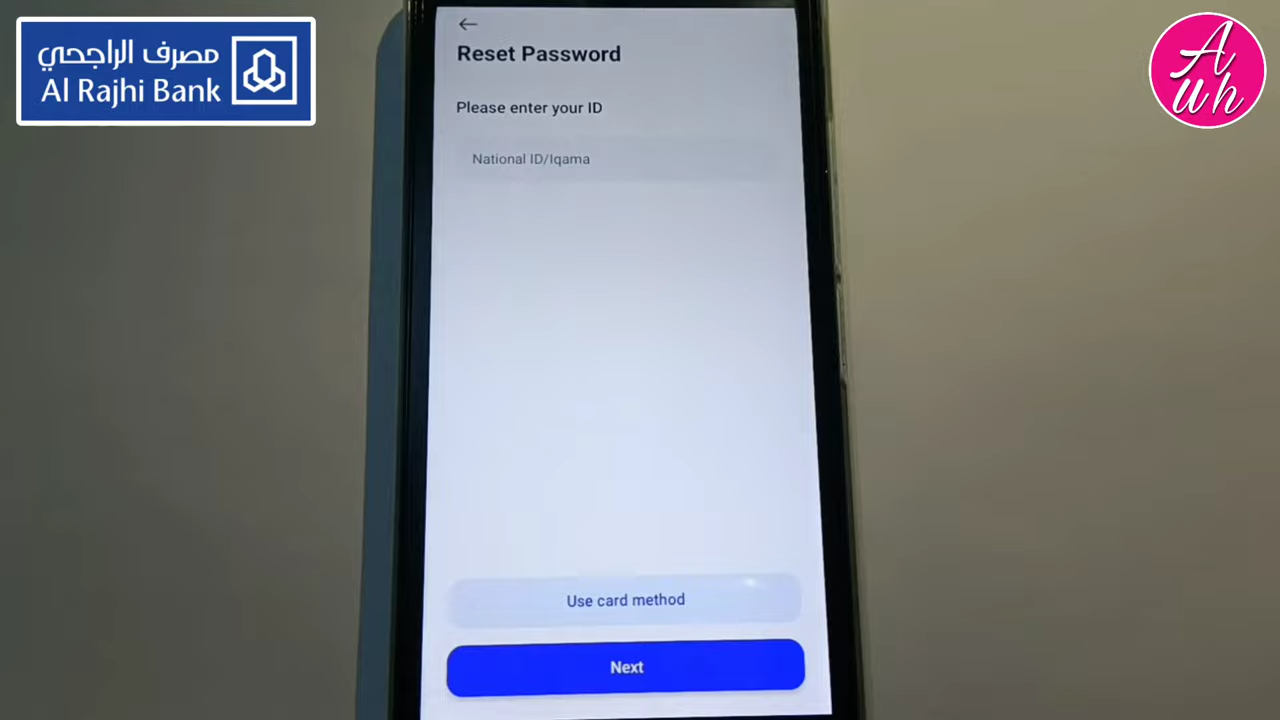 مصرف الراجحي
Al Rajhi Bank
A
uh
Reset Password
Please enter your ID
National ID/Iqama
Use card method
Next